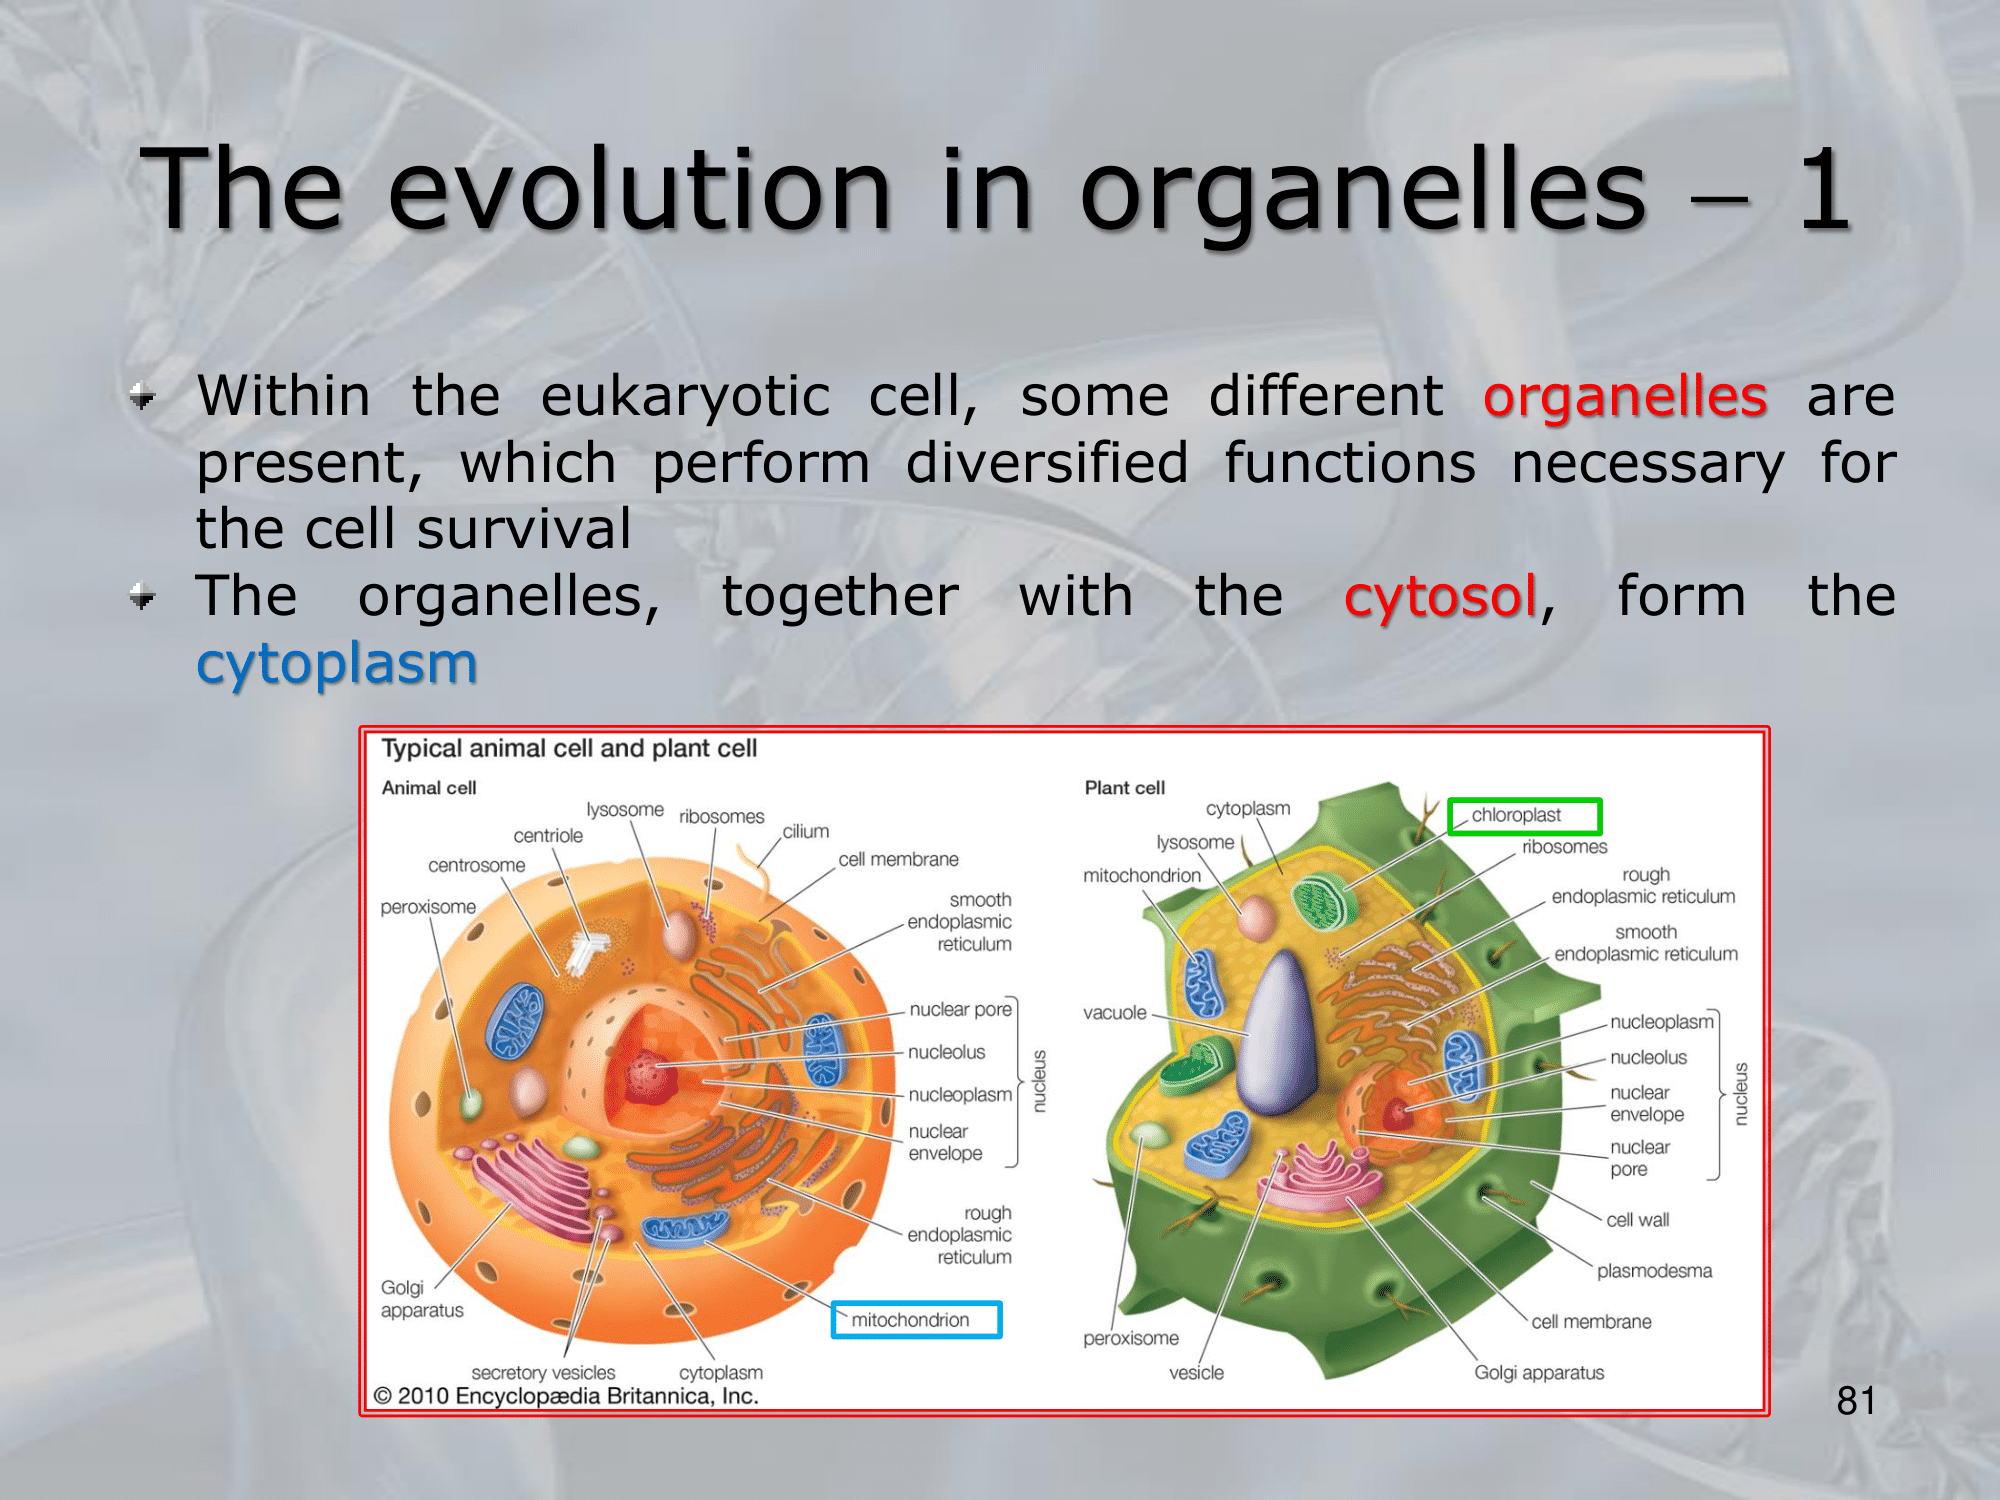 The evolution in organelles – 1
Within the eukaryotic cell, some different organelles are
present, which perform diversified functions necessary for
the cell survival
The organelles, together with the cytosol, form the
cytoplasm
Typical animal cell and plant cell
Animal cell
lysosome
ribosomes
centriole
cilium
centrosome
cell membrane
peroxisome
smooth
endoplasmic
reticulum
nuclear pore
nucleolus
nucleoplasm
nuclear
envelope
nucleus
rough
endoplasmic
reticulum
Golgi
apparatus
mitochondrion
secretory vesicles
cytoplasm
© 2010 Encyclopædia Britannica, Inc.
Plant cell
cytoplasm
chloroplast
lysosome
ribosomes
mitochondrion
rough
endoplasmic reticulum
smooth
endoplasmic reticulum
vacuole
nucleoplasm
nucleolus
nuclear
envelope
nuclear
pore
nucleus
cell wall
plasmodesma
cell membrane
peroxisome
vesicle
Golgi apparatus
81